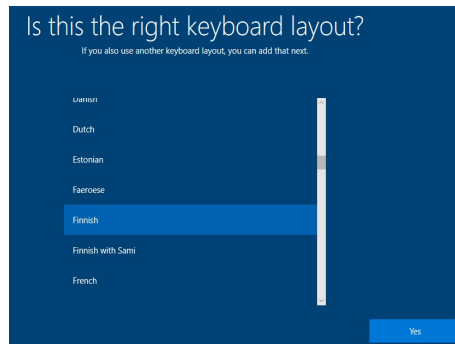 Is this the right keyboard layout?
If you also use another keyboard layout, you can add that next.
Danish
Dutch
Estonian
Faeroese
Finnish
Finnish with Sami
French
Yes